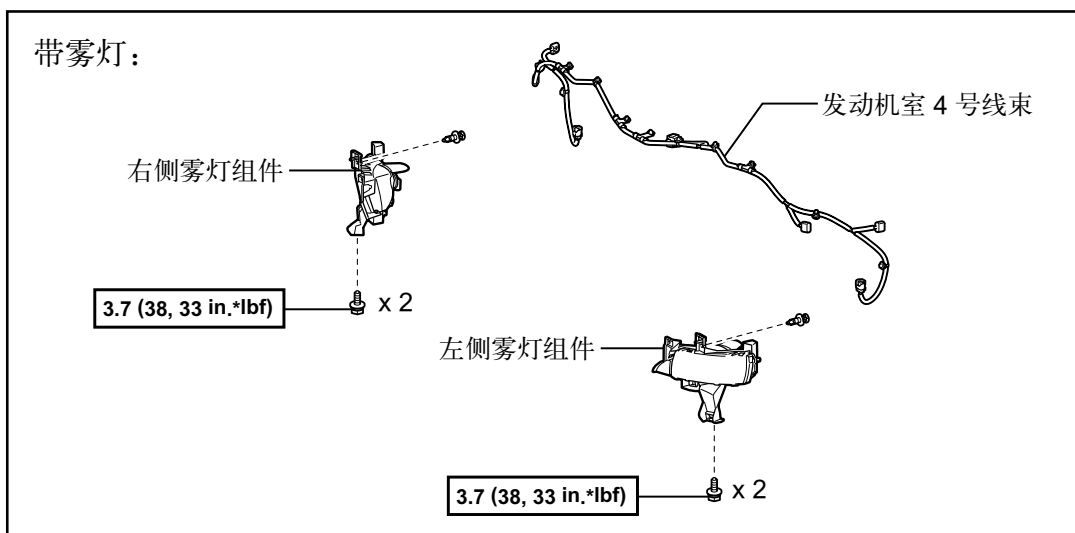 带雾灯：
发动机室 4 号线束
右侧雾灯组件
3.7 (38, 33 in.*lbf)
x 2
左侧雾灯组件
3.7 (38, 33 in.*lbf)
x 2